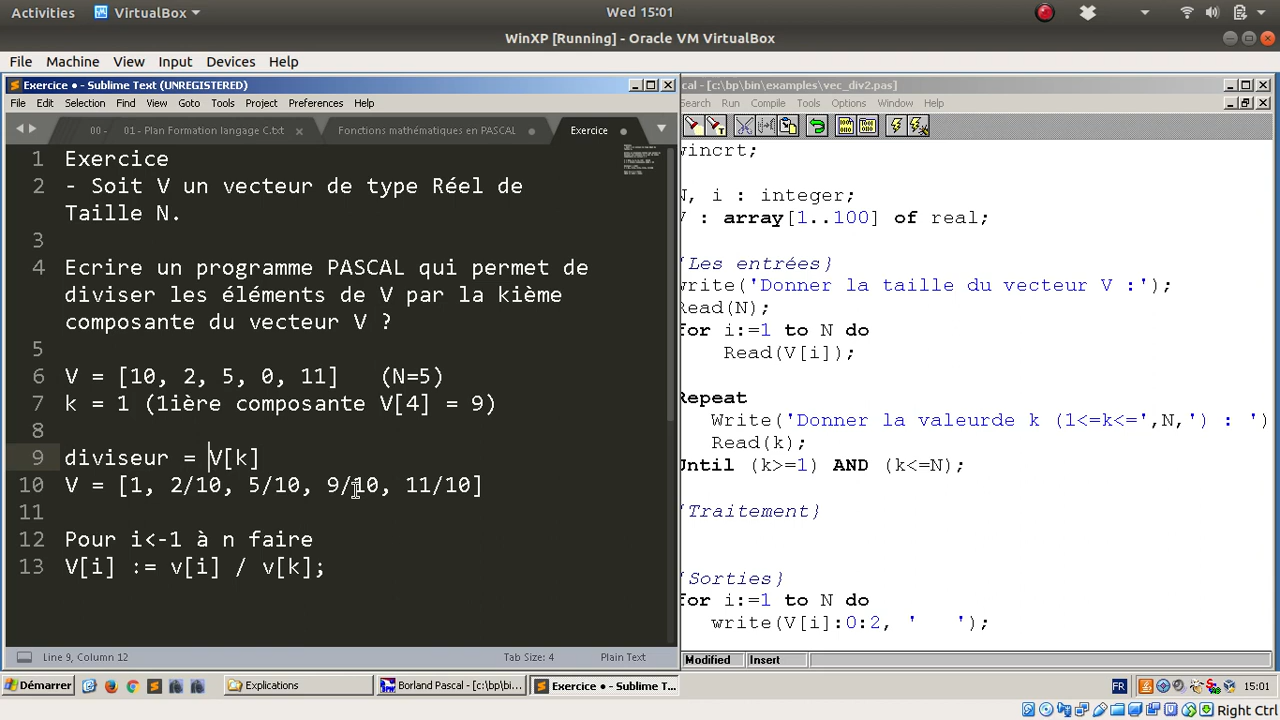 Activities VirtualBox Wed 15:01
WinXP [Running] - Oracle VM VirtualBox
File Machine View Input Devices Help
Exercice • - Sublime Text (UNREGISTERED)
File Edit Selection Find View Goto Tools Project Preferences Help
00 - 01- Plan Formation langage C.txt Fonctions mathématiques en PASCAL Exercice
1 Exercice
2 - Soit V un vecteur de type Réel de
Taille N.
3
4 Ecrire un programme PASCAL qui permet de
diviser les éléments de V par la kième
composante du vecteur V ?
5
6 V = [10, 2, 5, 0, 11] (N=5)
7 k = 1 (1ière composante V[4] = 9)
8
9 diviseur = V[k]
10 V = [1, 2/10, 5/10, 9/10, 11/10]
11
12 Pour i<-1 à n faire
13 V[i] := v[i] / v[k];
Line 9, Column 12 Tab Size: 4 Plain Text
cal - [c:\bp\bin\examples\vec_div2.pas]
Search Run Compile Tools Options Window Help
wincrt;
N, i : integer;
V : array[1..100] of real;
{Les entrées}
write('Donner la taille du vecteur V :');
Read(N);
for i:=1 to N do
Read(V[i]);
Repeat
Write('Donner la valeurde k (1<=k<=',N,') : ')
Read(k);
Until (k>=1) AND (k<=N);
{Traitement}
{Sorties}
for i:=1 to N do
write(V[i]:0:2, ' ');
Modified Insert
Démarrer Explications Borland Pascal - [c:\bp\bi... Exercice • - Sublime T... FR 15:01
Right Ctrl